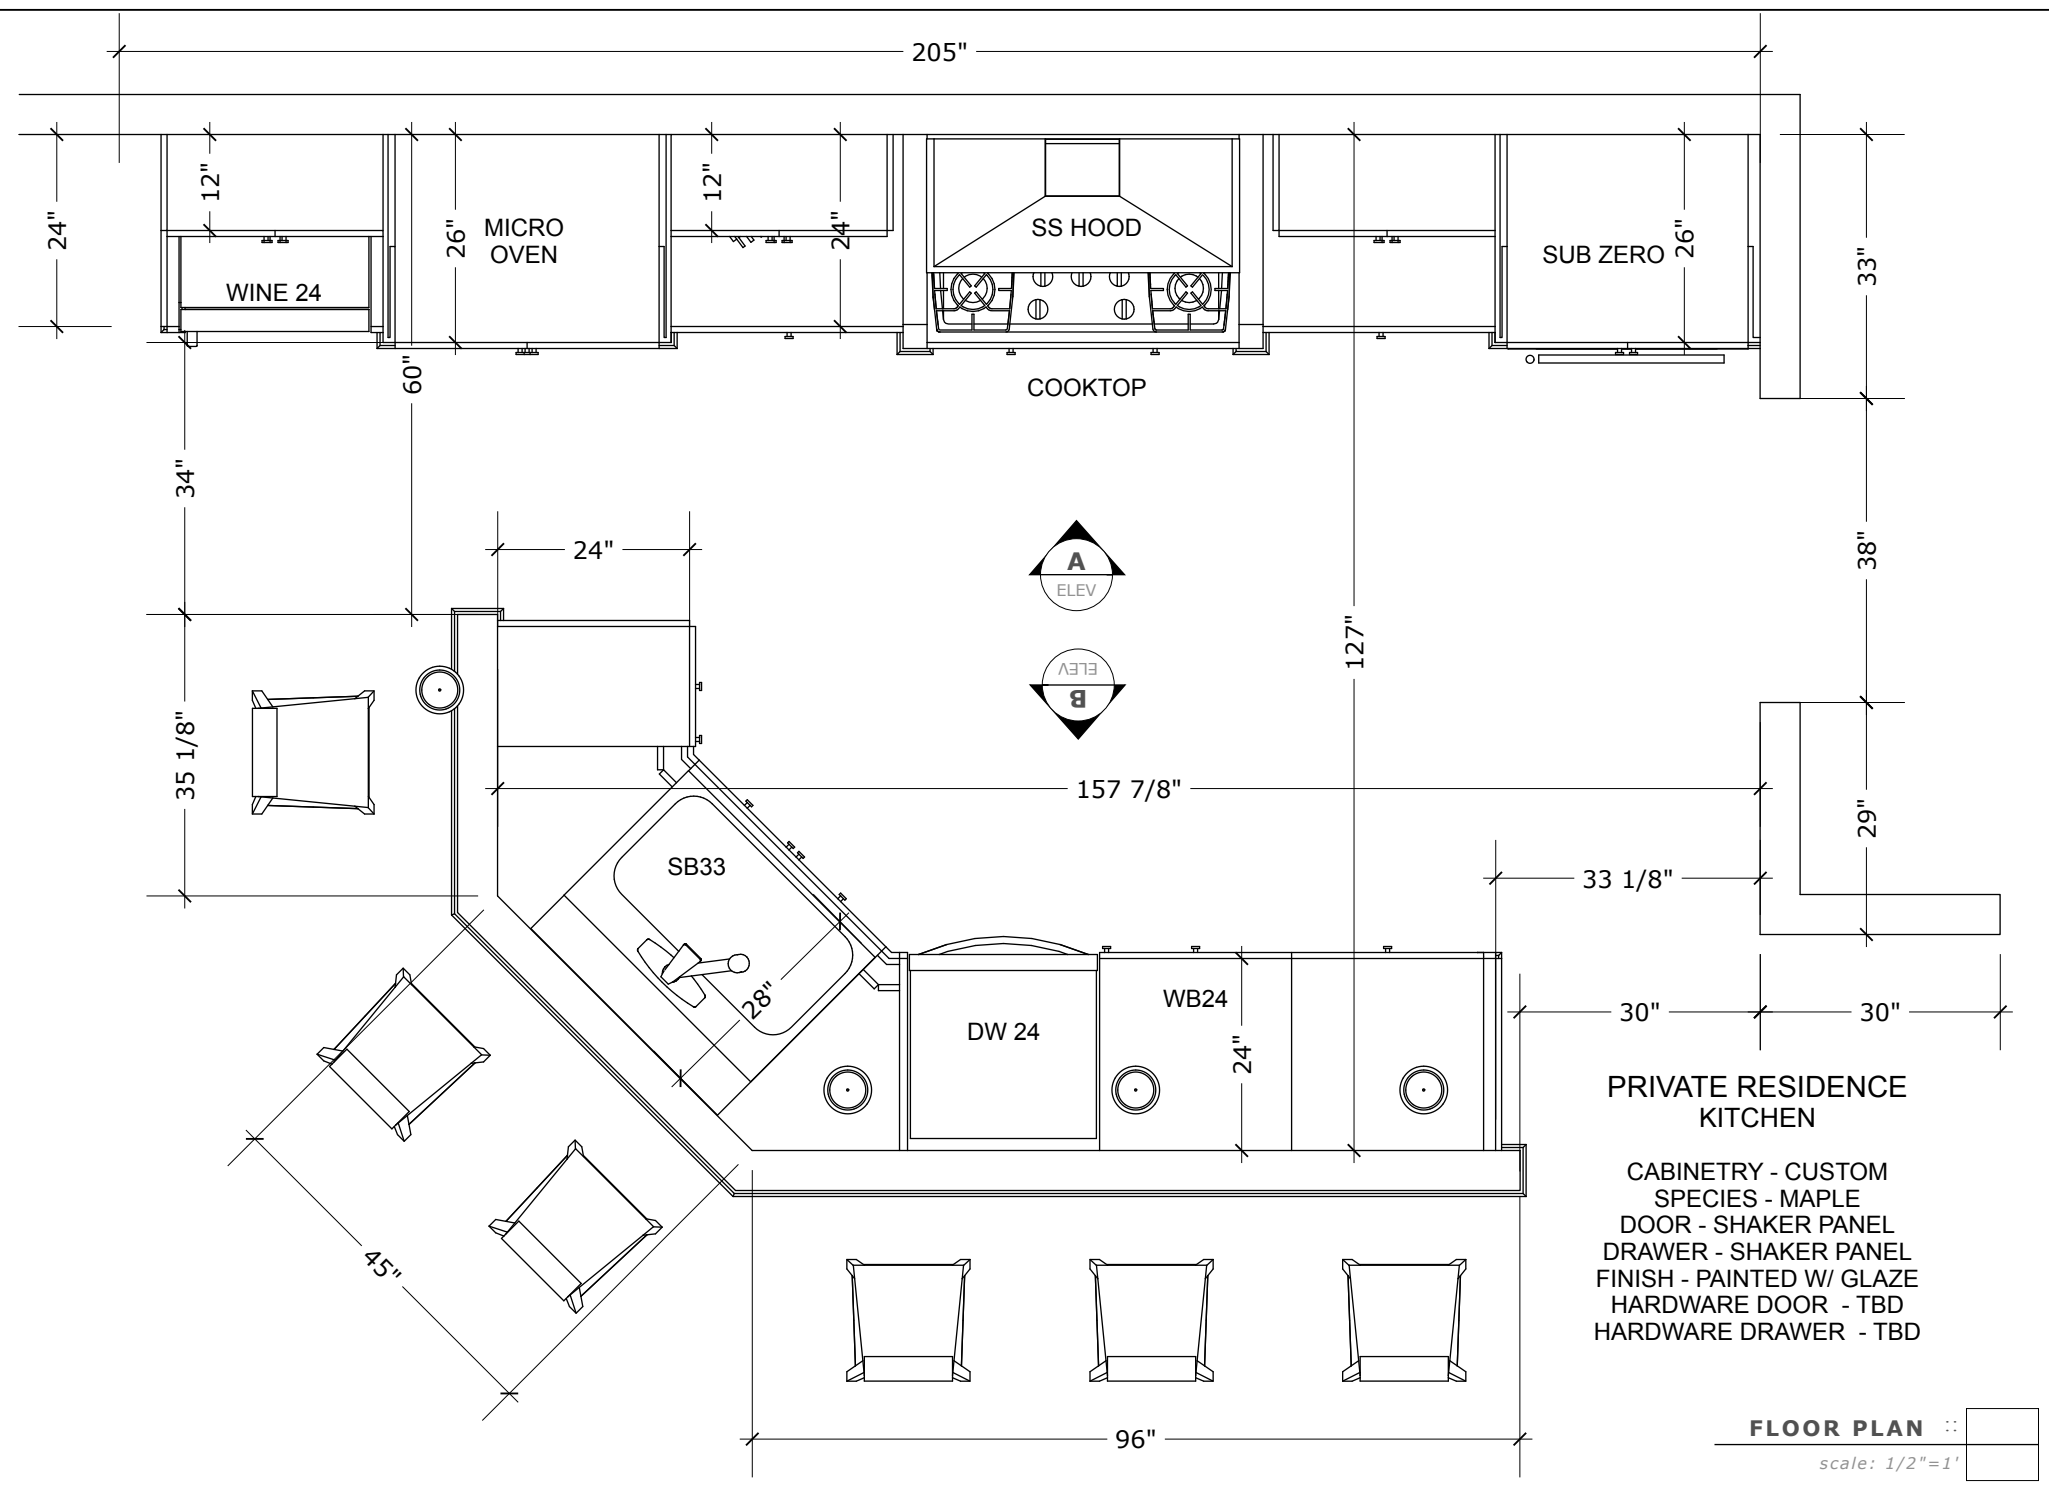 205"
24"
12"
26"
MICRO
OVEN
12"
24"
SS HOOD
SUB ZERO
26"
33"
WINE 24
60"
COOKTOP
34"
24"
A
ELEV
38"
127"
ELEV
B
35 1/8"
157 7/8"
29"
SB33
33 1/8"
28"
WB24
DW 24
24"
30"
30"
PRIVATE RESIDENCE
KITCHEN
CABINETRY - CUSTOM
SPECIES - MAPLE
DOOR - SHAKER PANEL
DRAWER - SHAKER PANEL
FINISH - PAINTED W/ GLAZE
HARDWARE DOOR - TBD
HARDWARE DRAWER - TBD
45"
96"
FLOOR PLAN ::
scale: 1/2"=1'